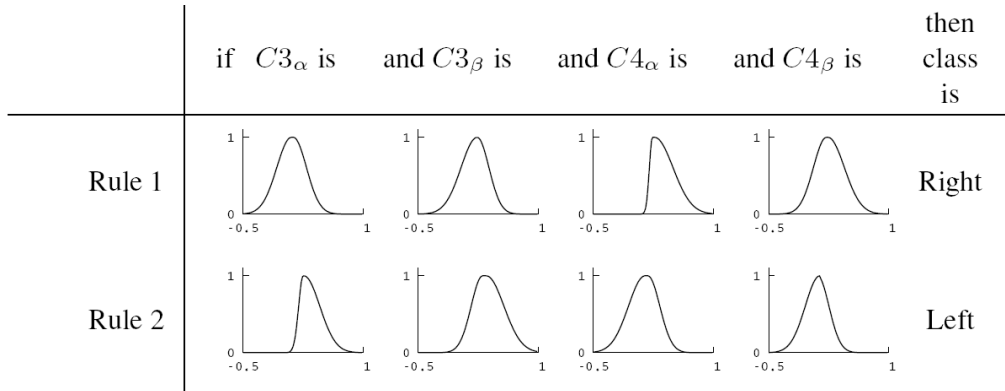 if C3α is and C3β is and C4α is and C4β is then class is
Rule 1 Right
1 1 1 1
0 0 0 0
-0.5 1 -0.5 1 -0.5 1 -0.5 1
Rule 2 Left
1 1 1 1
0 0 0 0
-0.5 1 -0.5 1 -0.5 1 -0.5 1